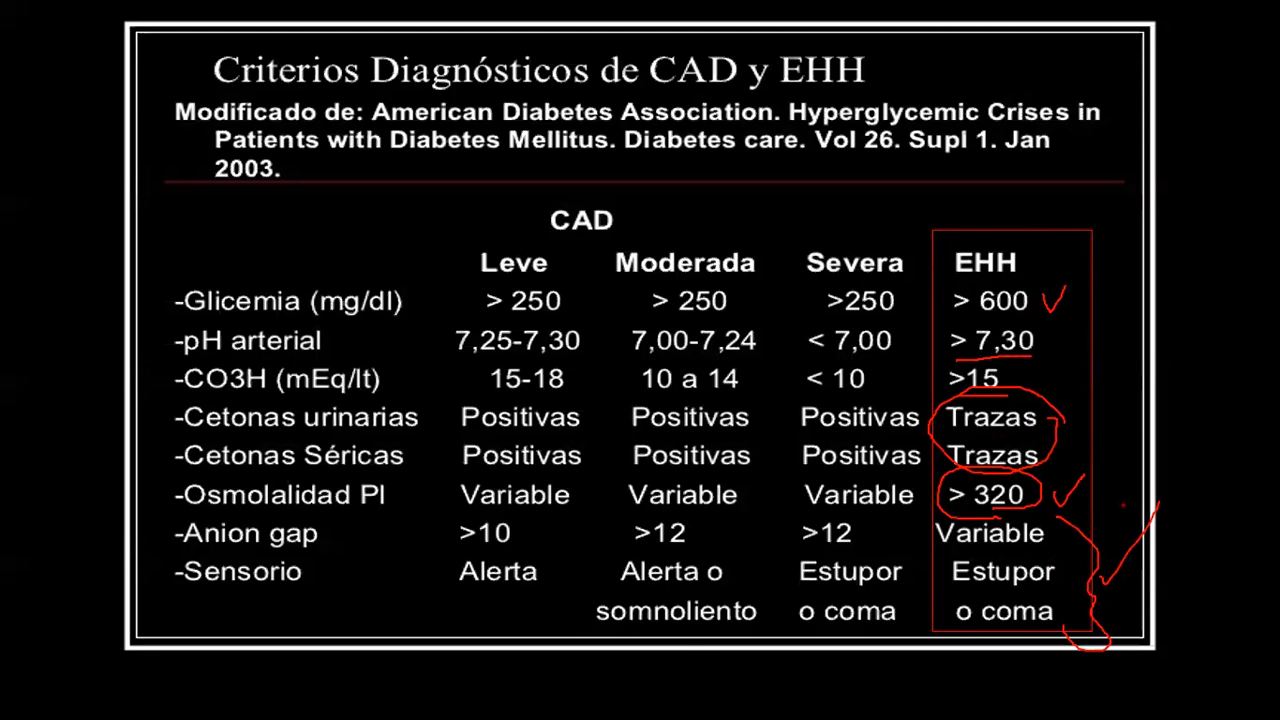 Criterios Diagnósticos de CAD y EHH
Modificado de: American Diabetes Association. Hyperglycemic Crises in
Patients with Diabetes Mellitus. Diabetes care. Vol 26. Supl 1. Jan
2003.
CAD
Leve Moderada Severa EHH
-Glicemia (mg/dl) > 250 > 250 >250 > 600
-pH arterial 7,25-7,30 7,00-7,24 < 7,00 > 7,30
-CO3H (mEq/lt) 15-18 10 a 14 < 10 >15
-Cetonas urinarias Positivas Positivas Positivas Trazas
-Cetonas Séricas Positivas Positivas Positivas Trazas
-Osmolalidad Pl Variable Variable Variable > 320
-Anion gap >10 >12 >12 Variable
-Sensorio Alerta Alerta o Estupor Estupor
somnoliento o coma o coma